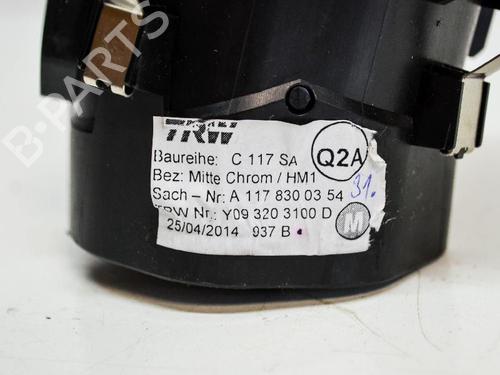 B-PARTS
TRW
Baureihe: C 117 SA
Q2A
Bez: Mitte Chrom / HM1
Sach – Nr: A 117 830 03 54
31.
TRW Nr.: Y09 320 3100 D
M
25/04/2014 937 B